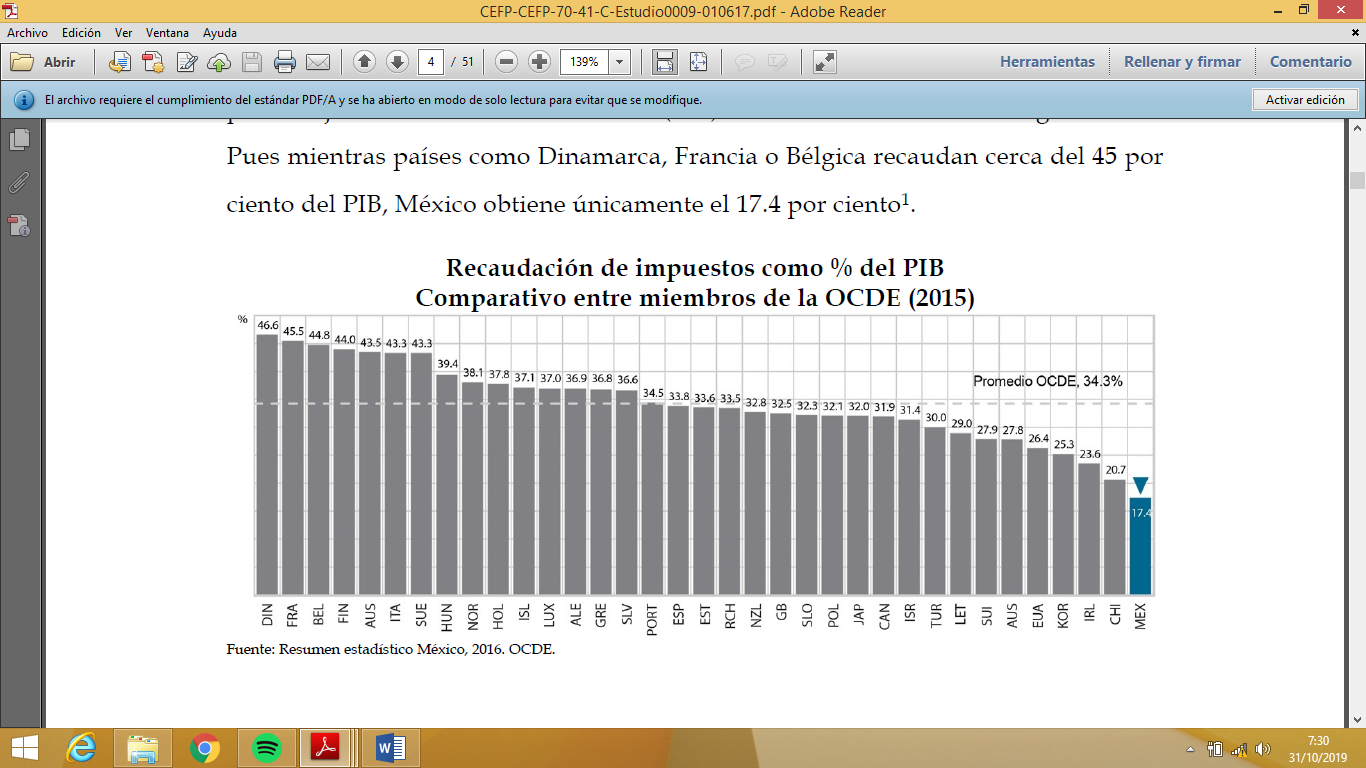 CEFP-CEFP-70-41-C-Estudio0009-010617.pdf - Adobe Reader
Archivo Edición Ver Ventana Ayuda
Abrir 4 / 51 139% Herramientas Rellenar y firmar Comentario
El archivo requiere el cumplimiento del estándar PDF/A y se ha abierto en modo de solo lectura para evitar que se modifique. Activar edición
Pues mientras países como Dinamarca, Francia o Bélgica recaudan cerca del 45 por
ciento del PIB, México obtiene únicamente el 17.4 por ciento1.
Recaudación de impuestos como % del PIB
Comparativo entre miembros de la OCDE (2015)
%
46.6 45.5 44.8 44.0 43.5 43.3 43.3 39.4 38.1 37.8 37.1 37.0 36.9 36.8 36.6 34.5 33.8 33.6 33.5 32.8 32.5 32.3 32.1 32.0 31.9 31.4 30.0 29.0 27.9 27.8 26.4 25.3 23.6 20.7 17.4
Promedio OCDE, 34.3%
DIN FRA BEL FIN AUS ITA SUE HUN NOR HOL ISL LUX ALE GRE SLV PORT ESP EST RCH NZL GB SLO POL JAP CAN ISR TUR LET SUI AUS EUA KOR IRL CHI MEX
Fuente: Resumen estadístico México, 2016. OCDE.
7:30
31/10/2019